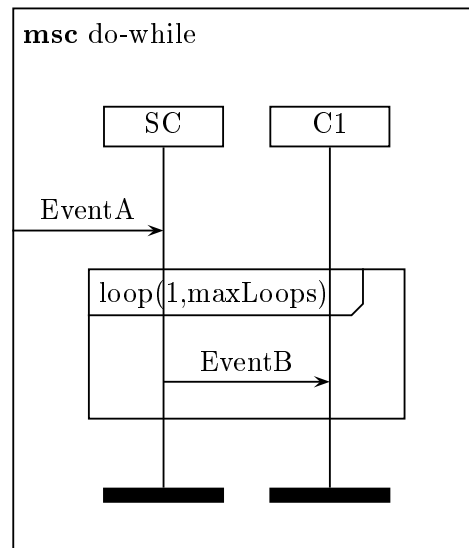 msc do-while
SC
C1
EventA
loop(1,maxLoops)
EventB